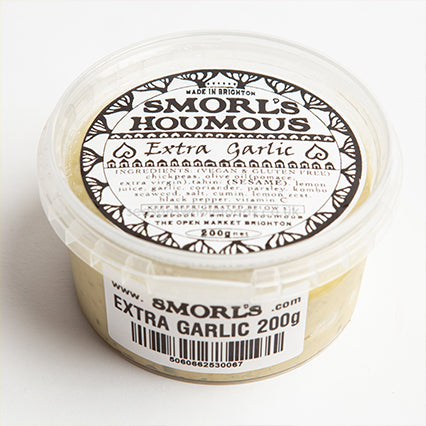 MADE IN BRIGHTON
SMORL'S
HOUMOUS
Extra Garlic
INGREDIENTS: (VEGAN & GLUTEN FREE)
chickpeas, olive oil(pomace,
extra virgin), tahini (SESAME), lemon
juice, garlic, coriander, parsley, lime,
seaweed, salt, cumin, lemon zest,
black pepper, vitamin C
KEEP REFRIGERATED BELOW
facebook/smorls houmous
THE OPEN MARKET BRIGHTON
200g net
www. SMORL'S .com
EXTRA GARLIC 200g
5060662530067